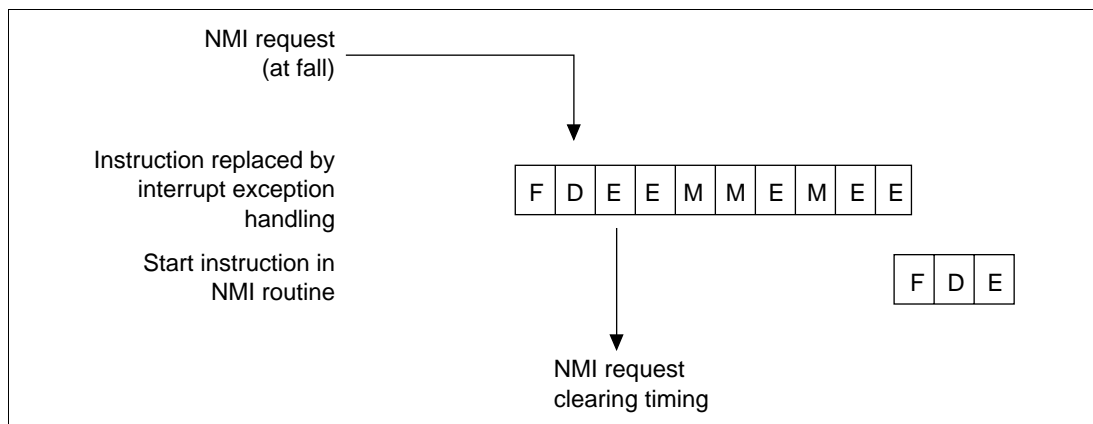 NMI request
(at fall)
Instruction replaced by
interrupt exception
handling
F D E E M M E M E E
Start instruction in
NMI routine
F D E
NMI request
clearing timing